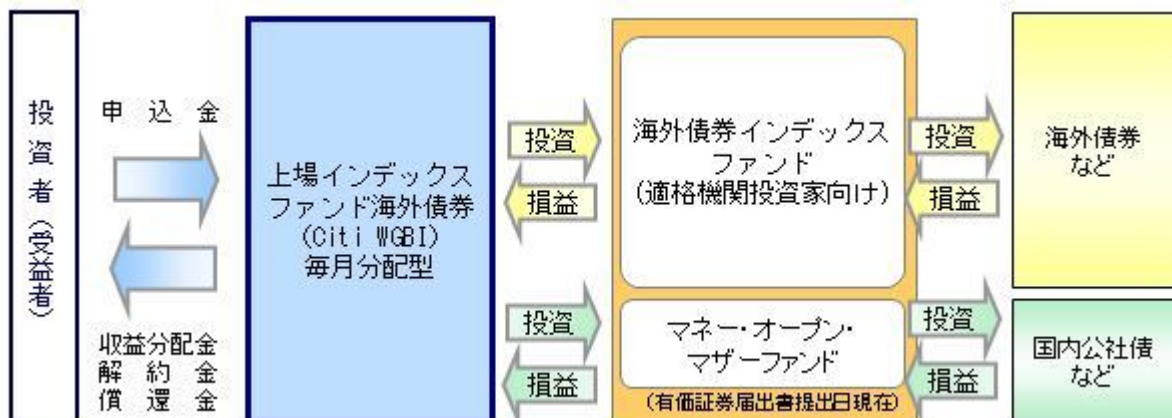 投資者(受益者)
申 込 金
収益分配金
解 約 金
償 還 金
上場インデックス
ファンド海外債券
(Citi WGBI)
毎月分配型
投資
損益
投資
損益
海外債券インデックス
ファンド
(適格機関投資家向け)
マネー・オープン・
マザーファンド
(有価証券届出書提出日現在)
投資
損益
投資
損益
海外債券
など
国内公社債
など